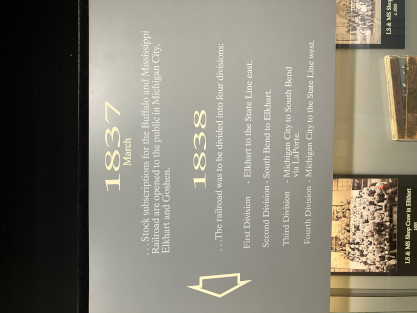 1837
March
. . . Stock subscriptions for the Buffalo and Mississippi
Railroad are opened to the public in Michigan City,
Elkhart and Goshen.
1838
. . . The railroad was to be divided into four divisions:
First Division - Elkhart to the State Line east.
Second Division - South Bend to Elkhart.
Third Division - Michigan City to South Bend
via LaPorte.
Fourth Division - Michigan City to the State Line west.
LS & MS Shop Crew in Elkhart
LS & MS Shop